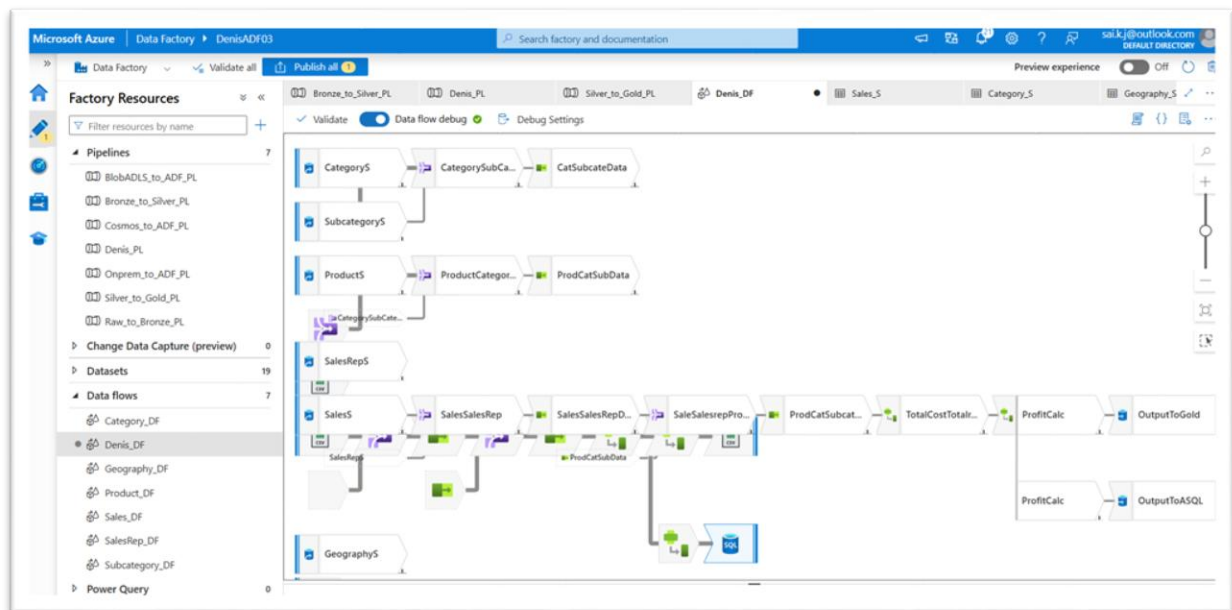 Microsoft Azure Data Factory DenisADF03 Search factory and documentation sai.k.j@outlook.com
DEFAULT DIRECTORY
Data Factory Validate all Publish all 1 Preview experience Off
Factory Resources
Filter resources by name
Pipelines 7
BlobADLS_to_ADF_PL
Bronze_to_Silver_PL
Cosmos_to_ADF_PL
Denis_PL
Onprem_to_ADF_PL
Silver_to_Gold_PL
Raw_to_Bronze_PL
Change Data Capture (preview) 0
Datasets 19
Data flows 7
Category_DF
Denis_DF
Geography_DF
Product_DF
Sales_DF
SalesRep_DF
Subcategory_DF
Power Query 0
Bronze_to_Silver_PL Denis_PL Silver_to_Gold_PL Denis_DF Sales_S Category_S Geography_S
Validate Data flow debug Debug Settings
CategoryS CategorySubCa... CatSubcateData
SubcategoryS
ProductS ProductCategor... ProdCatSubData
CategorySubCate...
SalesRepS
CSV
SalesS SalesSalesRep SalesSalesRepD... SaleSalesrepPro... ProdCatSubcat... TotalCostTotalr... ProfitCalc OutputToGold
SalesRepS ProdCatSubData
ProfitCalc OutputToASQL
SQL
GeographyS